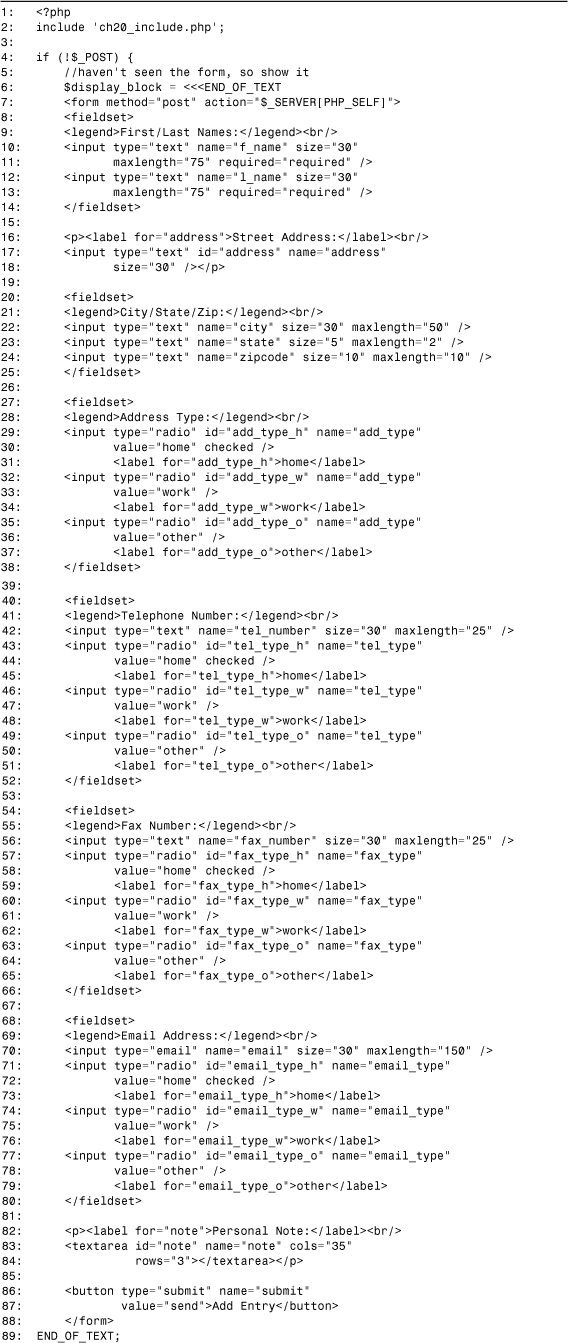 1: <?php
2: include 'ch20_include.php';
3:
4: if (!$_POST) {
5: //haven't seen the form, so show it
6: $display_block = <<<END_OF_TEXT
7: <form method="post" action="$_SERVER[PHP_SELF]">
8: <fieldset>
9: <legend>First/Last Names:</legend><br/>
10: <input type="text" name="f_name" size="30"
11: maxlength="75" required="required" />
12: <input type="text" name="l_name" size="30"
13: maxlength="75" required="required" />
14: </fieldset>
15:
16: <p><label for="address">Street Address:</label><br/>
17: <input type="text" id="address" name="address"
18: size="30" /></p>
19:
20: <fieldset>
21: <legend>City/State/Zip:</legend><br/>
22: <input type="text" name="city" size="30" maxlength="50" />
23: <input type="text" name="state" size="5" maxlength="2" />
24: <input type="text" name="zipcode" size="10" maxlength="10" />
25: </fieldset>
26:
27: <fieldset>
28: <legend>Address Type:</legend><br/>
29: <input type="radio" id="add_type_h" name="add_type"
30: value="home" checked />
31: <label for="add_type_h">home</label>
32: <input type="radio" id="add_type_w" name="add_type"
33: value="work" />
34: <label for="add_type_w">work</label>
35: <input type="radio" id="add_type_o" name="add_type"
36: value="other" />
37: <label for="add_type_o">other</label>
38: </fieldset>
39:
40: <fieldset>
41: <legend>Telephone Number:</legend><br/>
42: <input type="text" name="tel_number" size="30" maxlength="25" />
43: <input type="radio" id="tel_type_h" name="tel_type"
44: value="home" checked />
45: <label for="tel_type_h">home</label>
46: <input type="radio" id="tel_type_w" name="tel_type"
47: value="work" />
48: <label for="tel_type_w">work</label>
49: <input type="radio" id="tel_type_o" name="tel_type"
50: value="other" />
51: <label for="tel_type_o">other</label>
52: </fieldset>
53:
54: <fieldset>
55: <legend>Fax Number:</legend><br/>
56: <input type="text" name="fax_number" size="30" maxlength="25" />
57: <input type="radio" id="fax_type_h" name="fax_type"
58: value="home" checked />
59: <label for="fax_type_h">home</label>
60: <input type="radio" id="fax_type_w" name="fax_type"
61: value="work" />
62: <label for="fax_type_w">work</label>
63: <input type="radio" id="fax_type_o" name="fax_type"
64: value="other" />
65: <label for="fax_type_o">other</label>
66: </fieldset>
67:
68: <fieldset>
69: <legend>Email Address:</legend><br/>
70: <input type="email" name="email" size="30" maxlength="150" />
71: <input type="radio" id="email_type_h" name="email_type"
72: value="home" checked />
73: <label for="email_type_h">home</label>
74: <input type="radio" id="email_type_w" name="email_type"
75: value="work" />
76: <label for="email_type_w">work</label>
77: <input type="radio" id="email_type_o" name="email_type"
78: value="other" />
79: <label for="email_type_o">other</label>
80: </fieldset>
81:
82: <p><label for="note">Personal Note:</label><br/>
83: <textarea id="note" name="note" cols="35"
84: rows="3"></textarea></p>
85:
86: <button type="submit" name="submit"
87: value="send">Add Entry</button>
88: </form>
89: END_OF_TEXT;